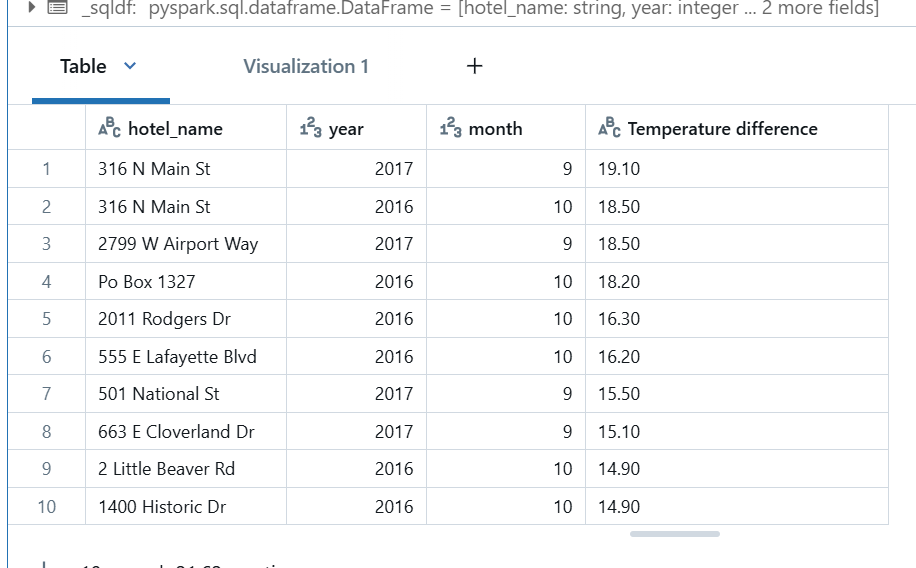 _sqldf: pyspark.sql.dataframe.DataFrame = [hotel_name: string, year: integer ... 2 more fields]
Table Visualization 1 +
hotel_name year month Temperature difference
1 316 N Main St 2017 9 19.10
2 316 N Main St 2016 10 18.50
3 2799 W Airport Way 2017 9 18.50
4 Po Box 1327 2016 10 18.20
5 2011 Rodgers Dr 2016 10 16.30
6 555 E Lafayette Blvd 2016 10 16.20
7 501 National St 2017 9 15.50
8 663 E Cloverland Dr 2017 9 15.10
9 2 Little Beaver Rd 2016 10 14.90
10 1400 Historic Dr 2016 10 14.90